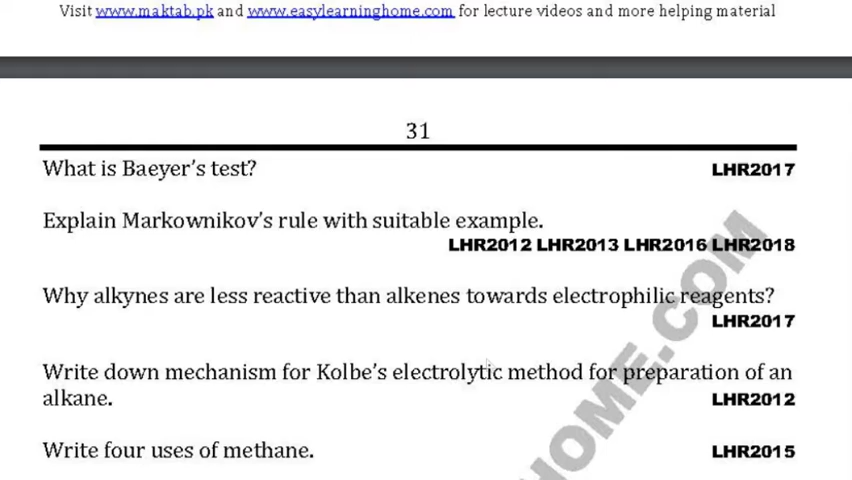 Visit www.maktab.pk and www.easylearninghome.com for lecture videos and more helping material
31
What is Baeyer's test? LHR2017
Explain Markownikov's rule with suitable example.
LHR2012 LHR2013 LHR2016 LHR2018
Why alkynes are less reactive than alkenes towards electrophilic reagents?
LHR2017
Write down mechanism for Kolbe's electrolytic method for preparation of an
alkane. LHR2012
Write four uses of methane. LHR2015
HOME.COM